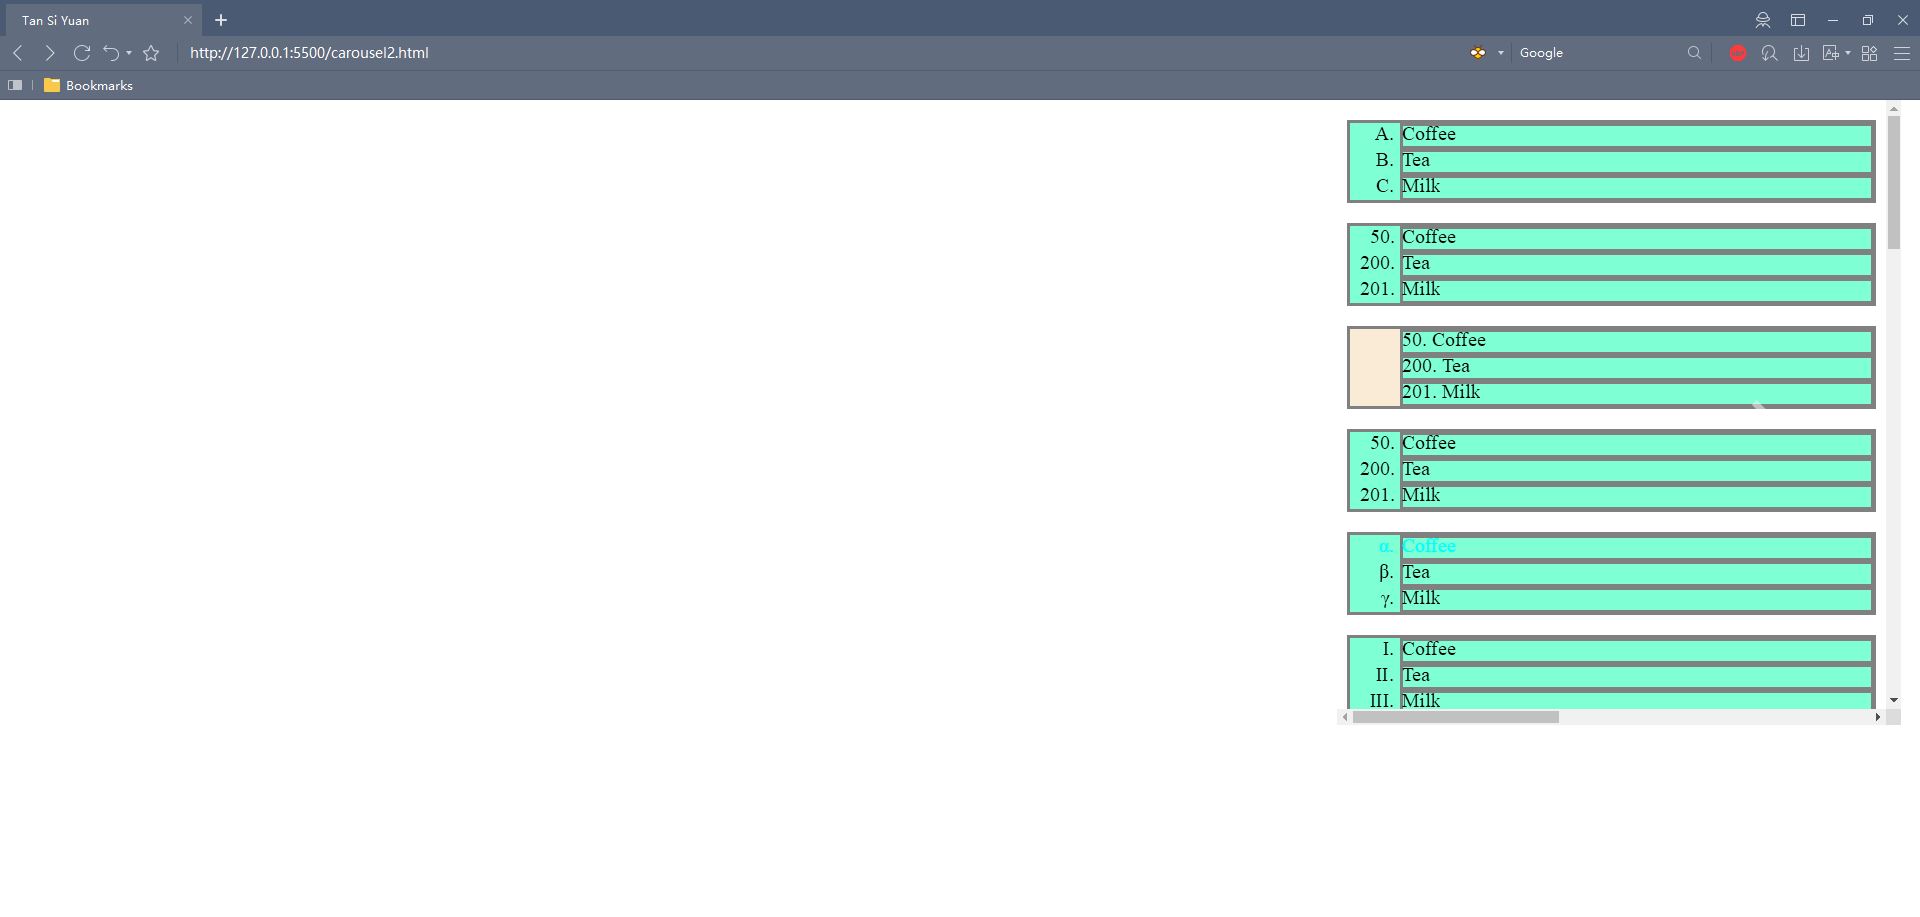 Tan Si Yuan
http://127.0.0.1:5500/carousel2.html
Google
Bookmarks
A. Coffee
B. Tea
C. Milk
50. Coffee
200. Tea
201. Milk
50. Coffee
200. Tea
201. Milk
50. Coffee
200. Tea
201. Milk
α. Coffee
β. Tea
γ. Milk
I. Coffee
II. Tea
III. Milk